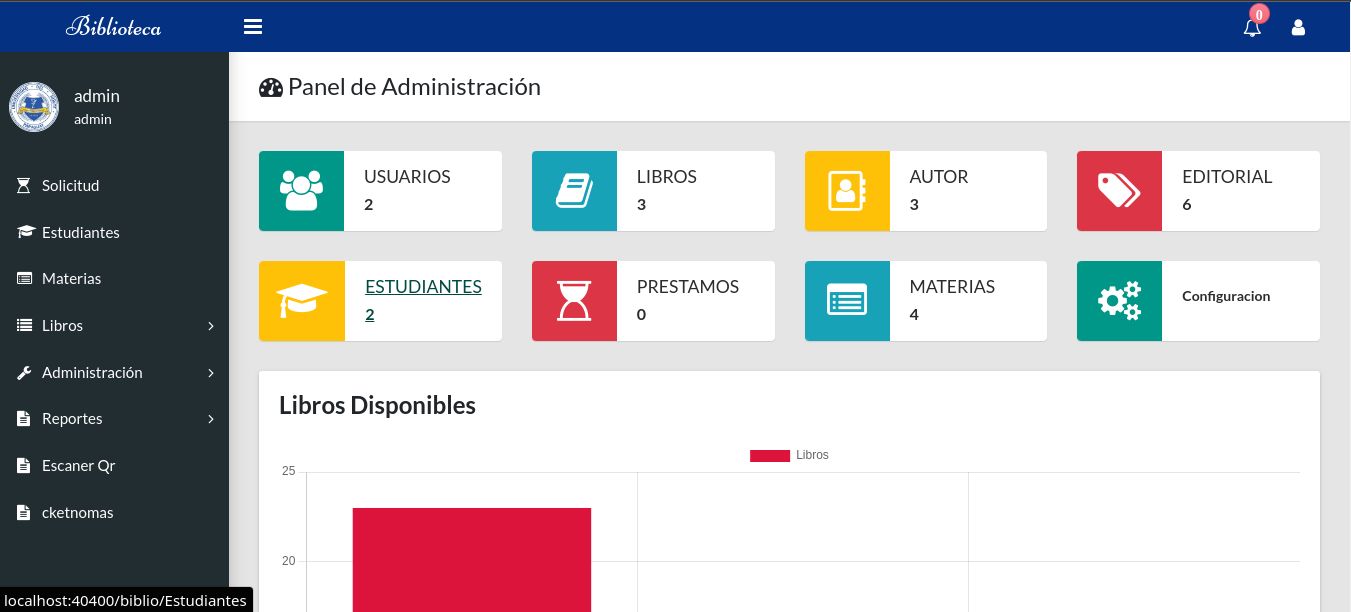 Biblioteca
0
admin
admin
Solicitud
Estudiantes
Materias
Libros
Administración
Reportes
Escaner Qr
cketnomas
Panel de Administración
USUARIOS
2
LIBROS
3
AUTOR
3
EDITORIAL
6
ESTUDIANTES
2
PRESTAMOS
0
MATERIAS
4
Configuracion
Libros Disponibles
Libros
25
20
localhost:40400/biblio/Estudiantes